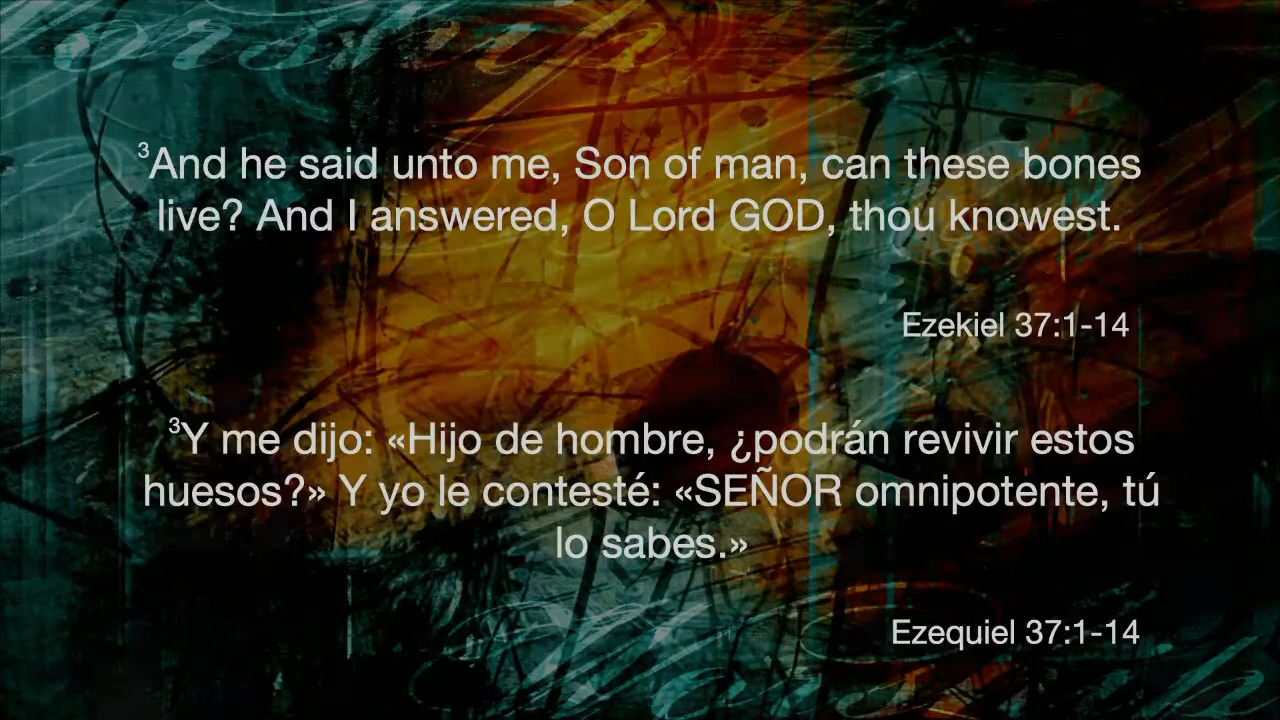 Worship
³And he said unto me, Son of man, can these bones
live? And I answered, O Lord GOD, thou knowest.
Ezekiel 37:1-14
³Y me dijo: «Hijo de hombre, ¿podrán revivir estos
huesos?» Y yo le contesté: «SEÑOR omnipotente, tú
lo sabes.»
Ezequiel 37:1-14
Worship